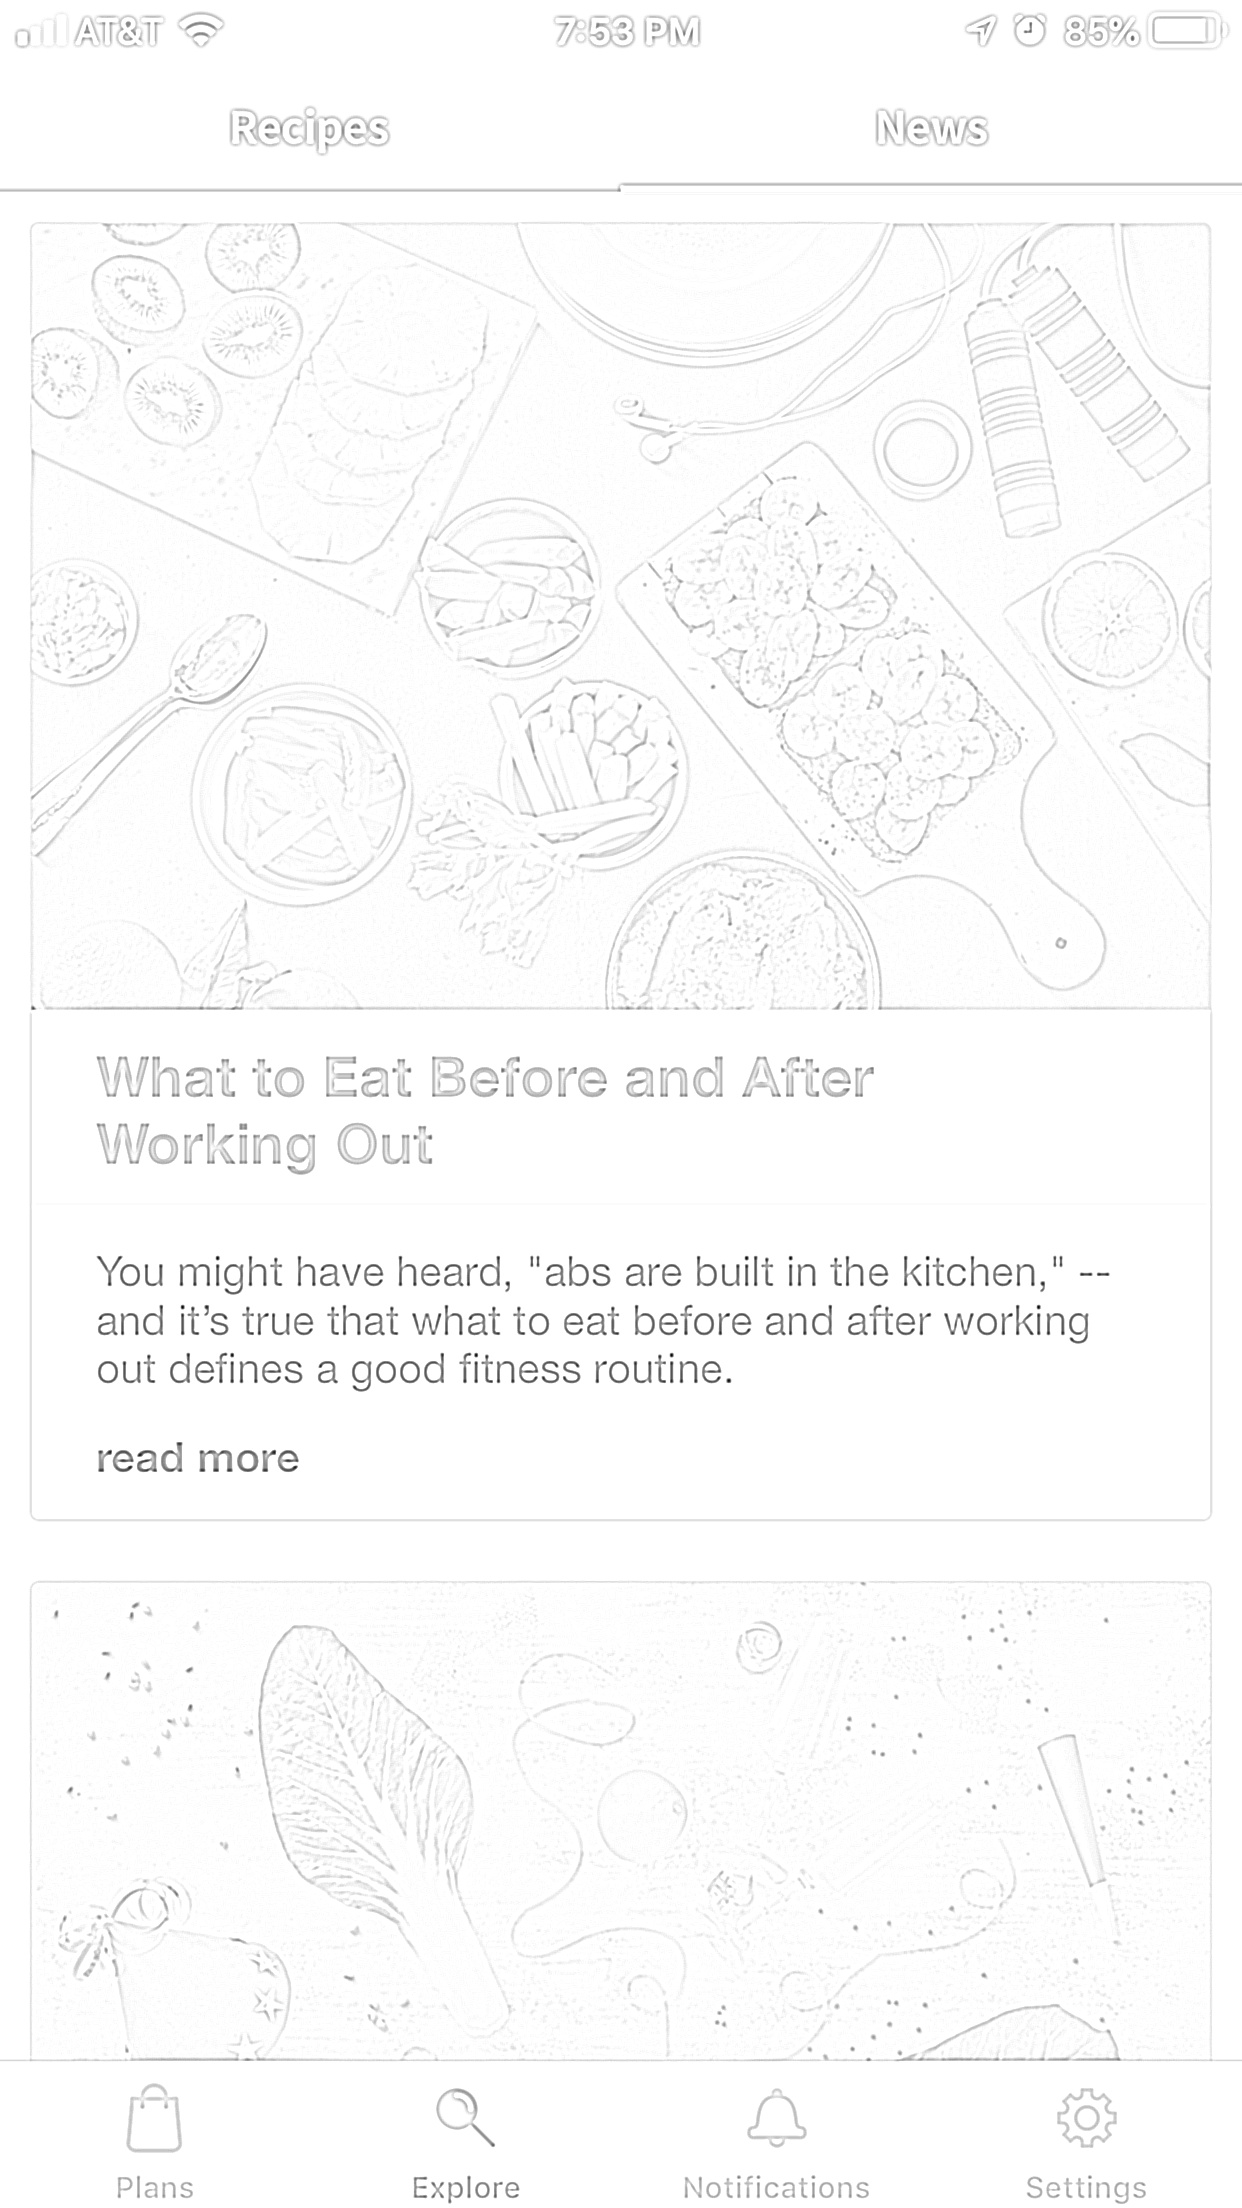 AT&T 7:53 PM 85%
Recipes News
What to Eat Before and After
Working Out
You might have heard, "abs are built in the kitchen," --
and it’s true that what to eat before and after working
out defines a good fitness routine.
read more
Plans Explore Notifications Settings